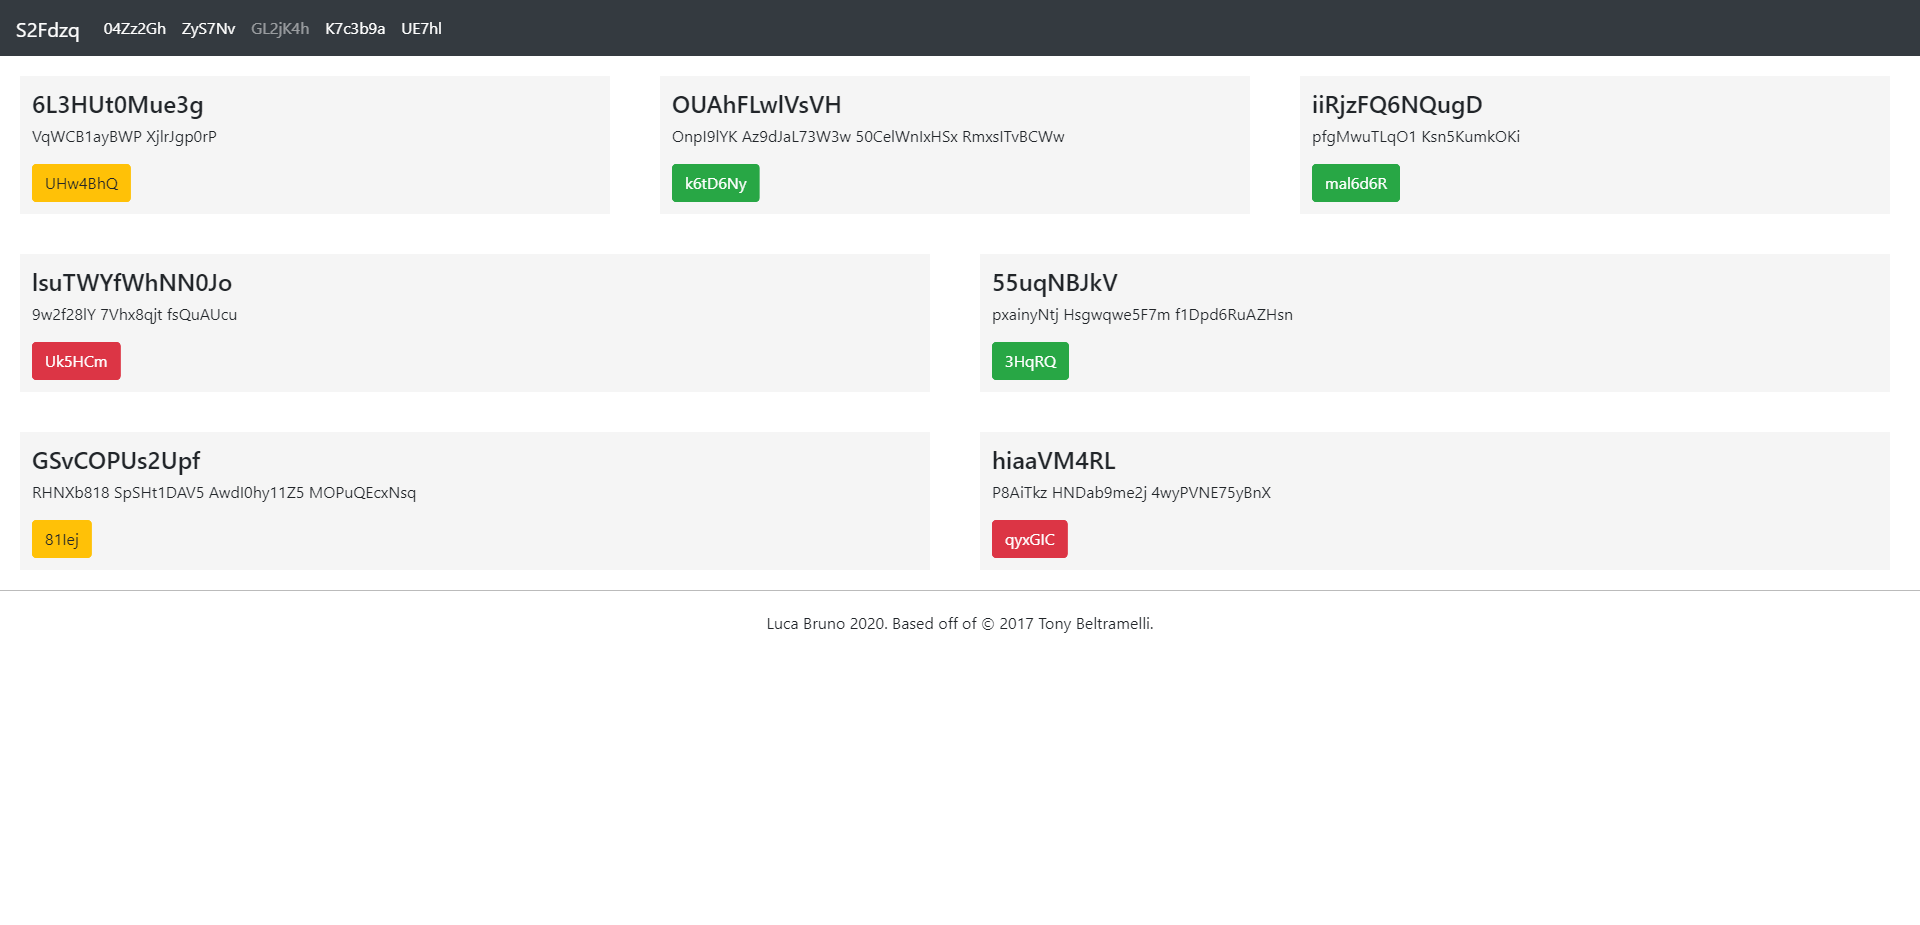 S2Fdzq 04Zz2Gh ZyS7Nv GL2jK4h K7c3b9a UE7hl
6L3HUt0Mue3g
VqWCB1ayBWP XjlrJgp0rP
UHw4BhQ
OUAhFLwlVsVH
OnpI9lYK Az9dJaL73W3w 50CelWnIxHSx RmxsITvBCWw
k6tD6Ny
iiRjzFQ6NQugD
pfgMwuTLqO1 Ksn5KumkOKi
mal6d6R
lsuTWYfWhNN0Jo
9w2f28lY 7Vhx8qjt fsQuAUcu
Uk5HCm
55uqNBJkV
pxainyNtj Hsgwqwe5F7m f1Dpd6RuAZHsn
3HqRQ
GSvCOPUs2Upf
RHNXb818 SpSHt1DAV5 AwdI0hy11Z5 MOPuQEcxNsq
81Iej
hiaaVM4RL
P8AiTkz HNDab9me2j 4wyPVNE75yBnX
qyxGIC
Luca Bruno 2020. Based off of © 2017 Tony Beltramelli.